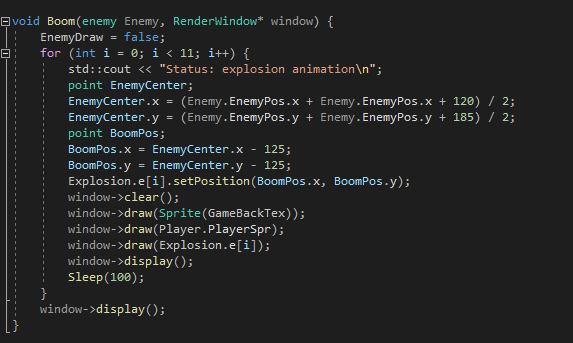 void Boom(enemy Enemy, RenderWindow* window) {
    EnemyDraw = false;
    for (int i = 0; i < 11; i++) {
        std::cout << "Status: explosion animation\n";
        point EnemyCenter;
        EnemyCenter.x = (Enemy.EnemyPos.x + Enemy.EnemyPos.x + 120) / 2;
        EnemyCenter.y = (Enemy.EnemyPos.y + Enemy.EnemyPos.y + 185) / 2;
        point BoomPos;
        BoomPos.x = EnemyCenter.x - 125;
        BoomPos.y = EnemyCenter.y - 125;
        Explosion.e[i].setPosition(BoomPos.x, BoomPos.y);
        window->clear();
        window->draw(Sprite(GameBackTex));
        window->draw(Player.PlayerSpr);
        window->draw(Explosion.e[i]);
        window->display();
        Sleep(100);
    }
    window->display();
}